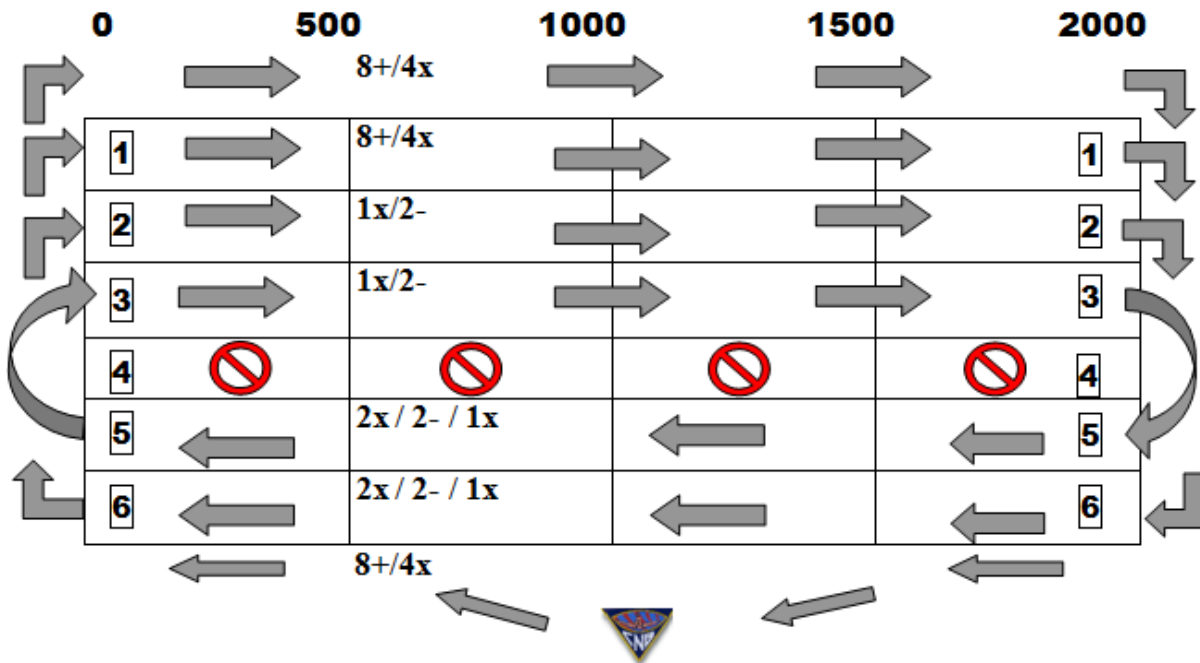 0 500 1000 1500 2000
8+/4x
1 8+/4x 1
2 1x/2- 2
3 1x/2- 3
4 4
5 2x / 2- / 1x 5
6 2x / 2- / 1x 6
8+/4x